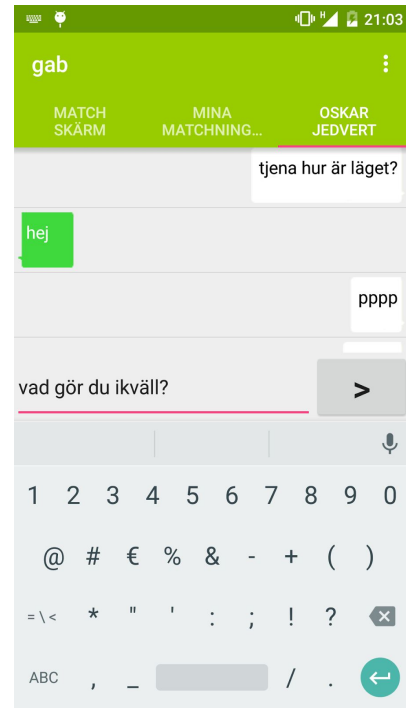 H 21:03
gab
MATCH SKÄRM
MINA MATCHNING...
OSKAR JEDVERT
tjena hur är läget?
hej
pppp
vad gör du ikväll?
>
1 2 3 4 5 6 7 8 9 0
@ # € % & - + ( )
= \ < * " ' : ; ! ?
ABC , _ / .